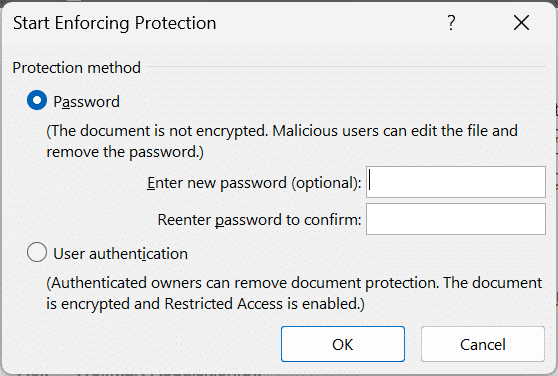 Start Enforcing Protection ?
Protection method
Password
(The document is not encrypted. Malicious users can edit the file and
remove the password.)
Enter new password (optional):
Reenter password to confirm:
User authentication
(Authenticated owners can remove document protection. The document
is encrypted and Restricted Access is enabled.)
OK Cancel